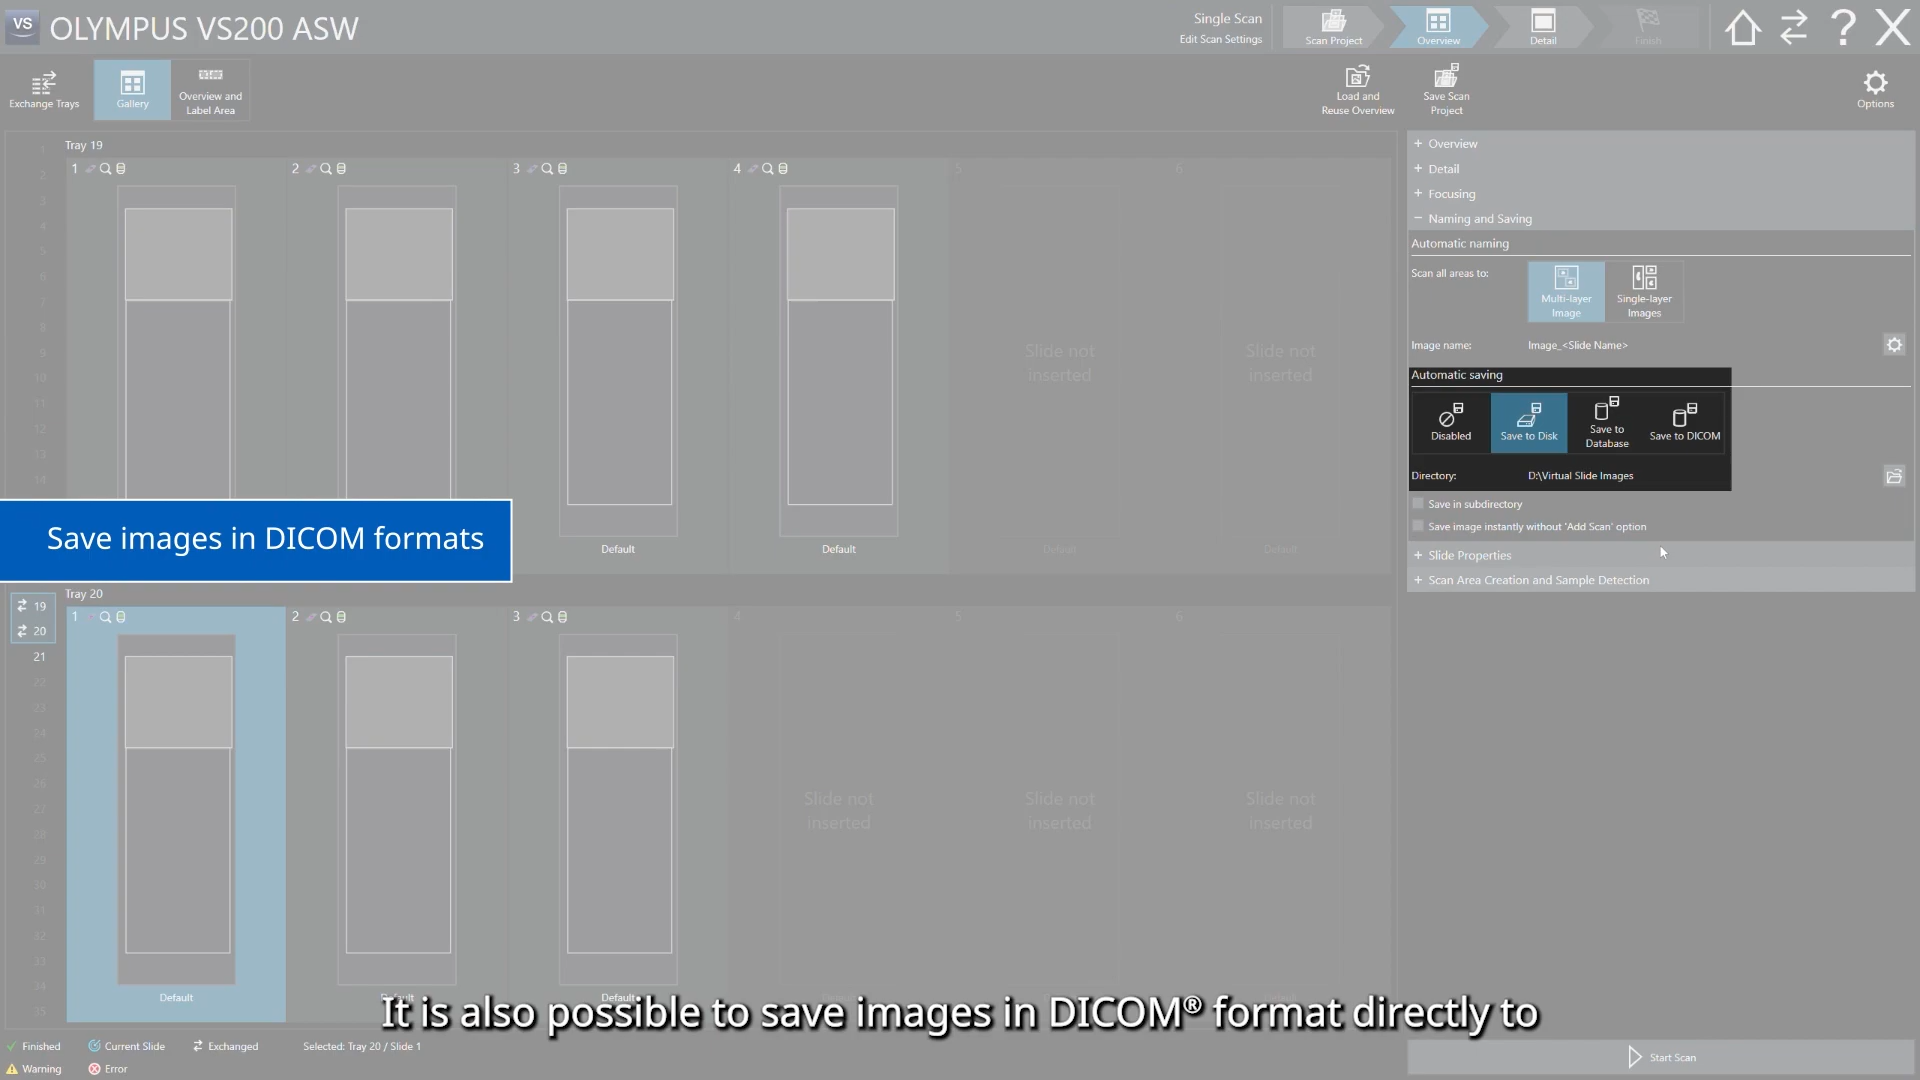 VS OLYMPUS VS200 ASW
Single Scan
Edit Scan Settings
Scan Project
Overview
Detail
Finish
Exchange Trays
Gallery
Overview and
Label Area
Load and
Reuse Overview
Save Scan
Project
Options
Tray 19
1
2
3
4
5
6
Slide not
inserted
Slide not
inserted
Default
Default
Default
Default
Save images in DICOM formats
19
20
21
Tray 20
1
2
3
4
5
6
Slide not
inserted
Slide not
inserted
Slide not
inserted
Default
Default
Default
+ Overview
+ Detail
+ Focusing
− Naming and Saving
Automatic naming
Scan all areas to:
Multi-layer
Image
Single-layer
Images
Image name: Image_<Slide Name>
Automatic saving
Disabled
Save to Disk
Save to
Database
Save to DICOM
Directory: D:\Virtual Slide Images
Save in subdirectory
Save image instantly without 'Add Scan' option
+ Slide Properties
+ Scan Area Creation and Sample Detection
It is also possible to save images in DICOM® format directly to
Finished
Current Slide
Exchanged
Selected: Tray 20 / Slide 1
Warning
Error
Start Scan